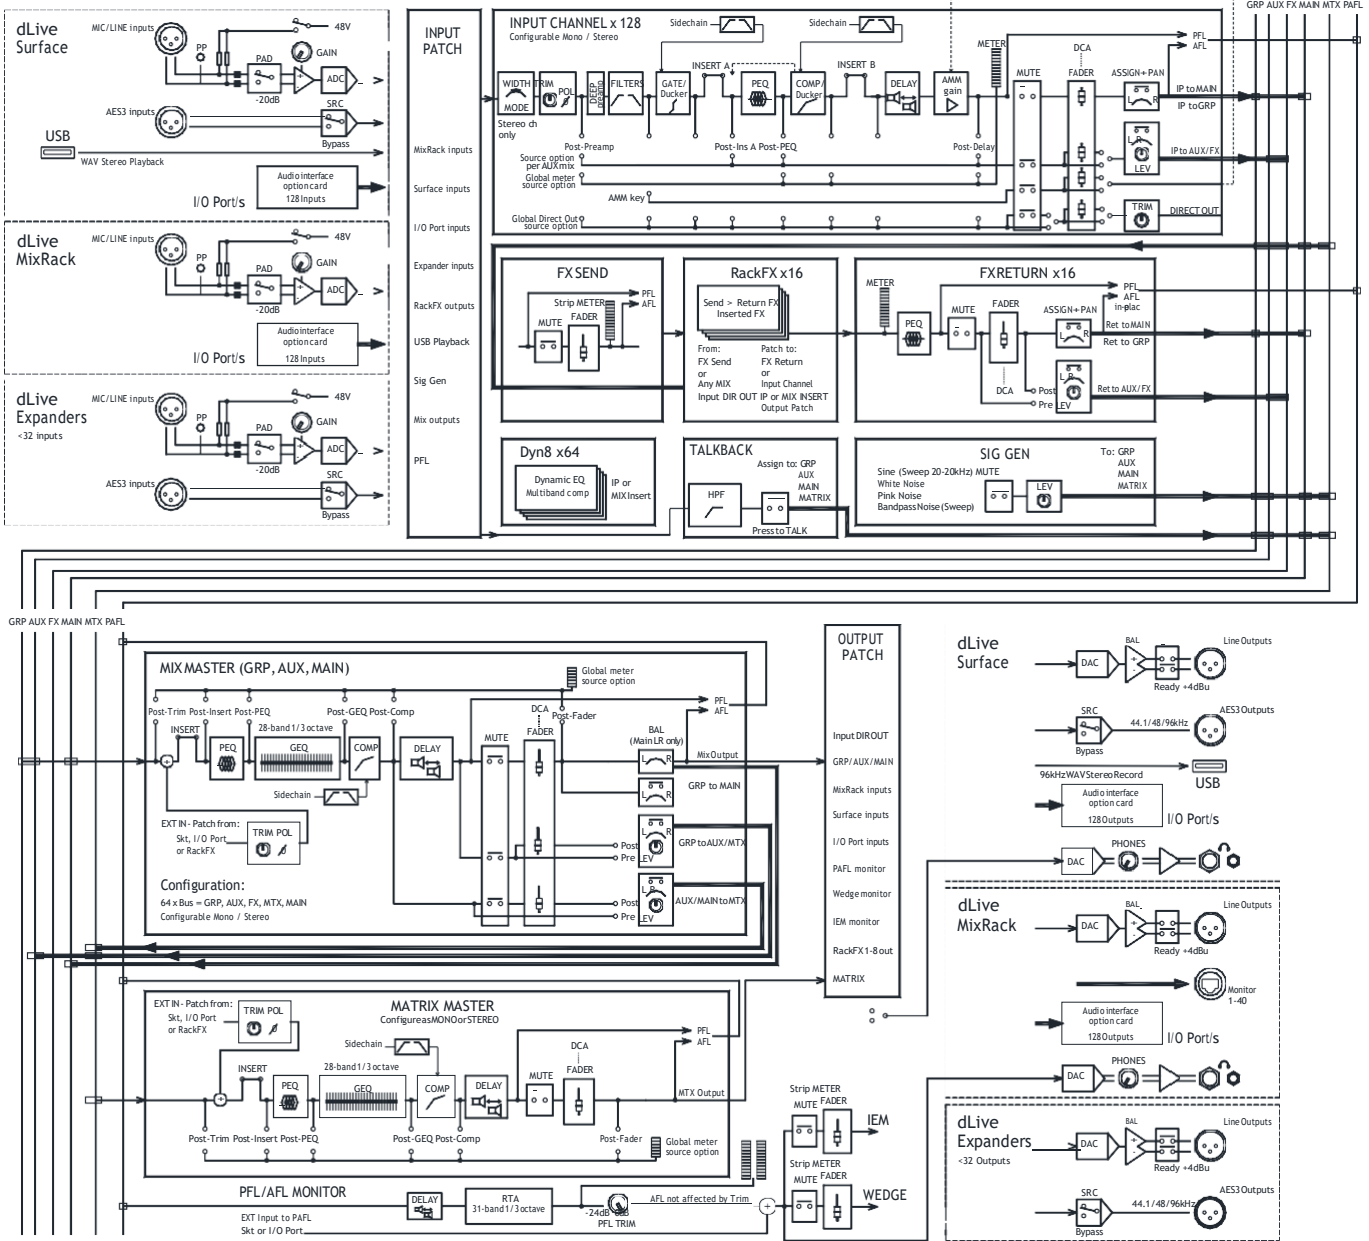 GRP AUX FX MAIN MTX PAFL
dLive
Surface
MIC/LINE inputs
PP
48V
GAIN
PAD
-20dB
ADC
AES3 inputs
SRC
Bypass
USB
WAV Stereo Playback
Audio interface
option card
128 Inputs
I/O Port/s
dLive
MixRack
MIC/LINE inputs
PP
48V
GAIN
PAD
-20dB
ADC
Audio interface
option card
128 Inputs
I/O Port/s
dLive
Expanders
<32 inputs
MIC/LINE inputs
PP
48V
GAIN
PAD
-20dB
ADC
AES3 inputs
SRC
Bypass
INPUT
PATCH
MixRack inputs
Surface inputs
I/O Port inputs
Expander inputs
RackFX outputs
USB Playback
Sig Gen
Mix outputs
PFL
INPUT CHANNEL x 128
Configurable Mono / Stereo
Sidechain
Sidechain
WIDTH
MODE
Stereo ch
only
TRIM
POL
DEEP
preamp
FILTERS
GATE/
Ducker
INSERT A
PEQ
COMP/
Ducker
INSERT B
DELAY
AMM
gain
METER
MUTE
DCA
FADER
ASSIGN+PAN
L R
PFL
AFL
IP to MAIN
IP to GRP
L R
LEV
IP to AUX/FX
TRIM
DIRECT OUT
Post-Preamp
Post-Ins A
Post-PEQ
Post-Delay
Source option
per AUX mix
Global meter
source option
AMM key
Global Direct Out
source option
FX SEND
Strip METER
FADER
MUTE
PFL
AFL
RackFX x16
Send > Return FX
Inserted FX
From:
FX Send
or
Any MIX
Input DIR OUT
Patch to:
FX Return
or
Input Channel
IP or MIX INSERT
Output Patch
FX RETURN x16
METER
PEQ
MUTE
FADER
DCA
ASSIGN+PAN
L R
PFL
AFL
in-plac
Ret to MAIN
Ret to GRP
L R
Post
Pre
LEV
Ret to AUX/FX
Dyn8 x64
Dynamic EQ
Multiband comp
IP or
MIX Insert
TALKBACK
Assign to: GRP
AUX
MAIN
MATRIX
HPF
Press to TALK
SIG GEN
Sine (Sweep 20-20kHz)
White Noise
Pink Noise
Bandpass Noise (Sweep)
MUTE
LEV
To: GRP
AUX
MAIN
MATRIX
GRP AUX FX MAIN MTX PAFL
MIX MASTER (GRP, AUX, MAIN)
Global meter
source option
Post-Trim
Post-Insert
Post-PEQ
Post-GEQ
Post-Comp
INSERT
PEQ
28-band 1/3 octave
GEQ
COMP
DELAY
Sidechain
MUTE
DCA
FADER
Post-Fader
PFL
AFL
BAL
(Main LR only)
L R
Mix Output
L R
GRP to MAIN
L R
Post
Pre
LEV
GRP to AUX/MTX
L R
Post
Pre
LEV
AUX/MAIN to MTX
EXT IN - Patch from:
Skt, I/O Port
or RackFX
TRIM POL
Configuration:
64 x Bus = GRP, AUX, FX, MTX, MAIN
Configurable Mono / Stereo
MATRIX MASTER
Configure as MONO or STEREO
EXT IN - Patch from:
Skt, I/O Port
or RackFX
TRIM POL
Sidechain
INSERT
PEQ
28-band 1/3 octave
GEQ
COMP
DELAY
MUTE
DCA
FADER
PFL
AFL
MTX Output
Post-Trim
Post-Insert
Post-PEQ
Post-GEQ
Post-Comp
Post-Fader
Global meter
source option
PFL/AFL MONITOR
DELAY
RTA
31-band 1/3 octave
-24dB
PFL TRIM
AFL not affected by Trim
EXT Input to PAFL
Skt or I/O Port
Strip METER
MUTE
FADER
IEM
Strip METER
MUTE
FADER
WEDGE
OUTPUT
PATCH
Input DIR OUT
GRP/AUX/MAIN
MixRack inputs
Surface inputs
I/O Port inputs
PAFL monitor
Wedge monitor
IEM monitor
RackFX 1-8 out
MATRIX
dLive
Surface
DAC
BAL
Ready +4dBu
Line Outputs
SRC
Bypass
44.1/48/96kHz
AES3 Outputs
96kHz WAV Stereo Record
USB
Audio interface
option card
128 Outputs
I/O Port/s
DAC
PHONES
dLive
MixRack
DAC
BAL
Ready +4dBu
Line Outputs
Monitor
1-40
Audio interface
option card
128 Outputs
I/O Port/s
DAC
PHONES
dLive
Expanders
<32 Outputs
DAC
BAL
Ready +4dBu
Line Outputs
SRC
Bypass
44.1/48/96kHz
AES3 Outputs